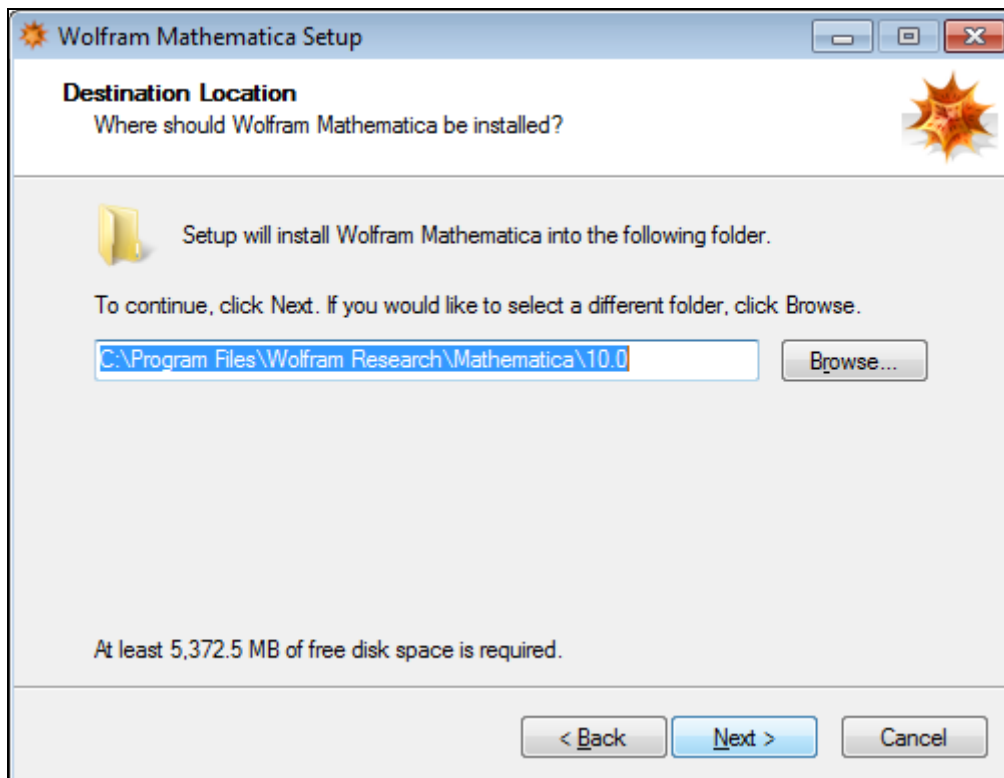 Wolfram Mathematica Setup
Destination Location
Where should Wolfram Mathematica be installed?
Setup will install Wolfram Mathematica into the following folder.
To continue, click Next. If you would like to select a different folder, click Browse.
C:\Program Files\Wolfram Research\Mathematica\10.0
Browse...
At least 5,372.5 MB of free disk space is required.
< Back
Next >
Cancel